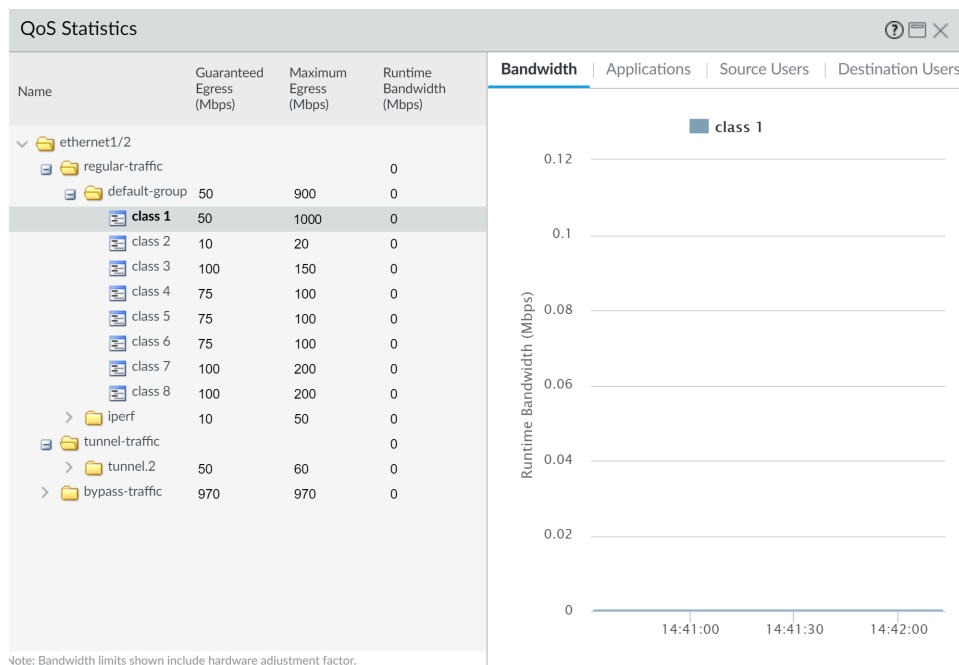 QoS Statistics
Name
Guaranteed Egress (Mbps)
Maximum Egress (Mbps)
Runtime Bandwidth (Mbps)
ethernet1/2
regular-traffic 0
default-group 50 900 0
class 1 50 1000 0
class 2 10 20 0
class 3 100 150 0
class 4 75 100 0
class 5 75 100 0
class 6 75 100 0
class 7 100 200 0
class 8 100 200 0
iperf 10 50 0
tunnel-traffic 0
tunnel.2 50 60 0
bypass-traffic 970 970 0
Note: Bandwidth limits shown include hardware adjustment factor.
Bandwidth | Applications | Source Users | Destination Users
class 1
Runtime Bandwidth (Mbps)
0.12
0.1
0.08
0.06
0.04
0.02
0
14:41:00 14:41:30 14:42:00